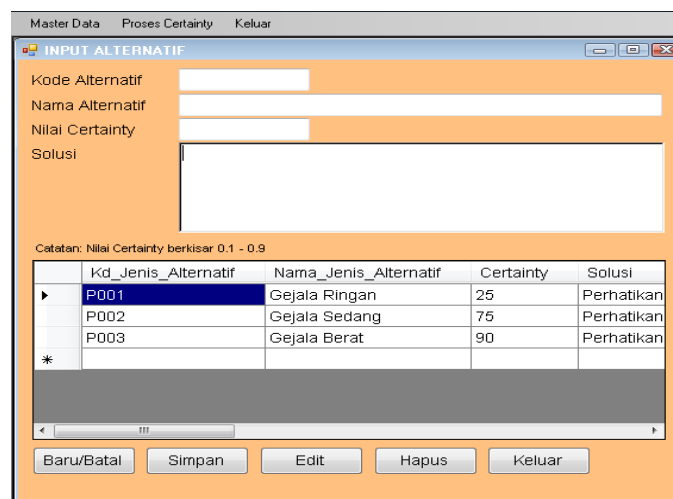 Master Data Proses Certainty Keluar
INPUT ALTERNATIF
Kode Alternatif
Nama Alternatif
Nilai Certainty
Solusi
Catatan: Nilai Certainty berkisar 0.1 - 0.9
Kd_Jenis_Alternatif Nama_Jenis_Alternatif Certainty Solusi
P001 Gejala Ringan 25 Perhatikan
P002 Gejala Sedang 75 Perhatikan
P003 Gejala Berat 90 Perhatikan
Baru/Batal Simpan Edit Hapus Keluar